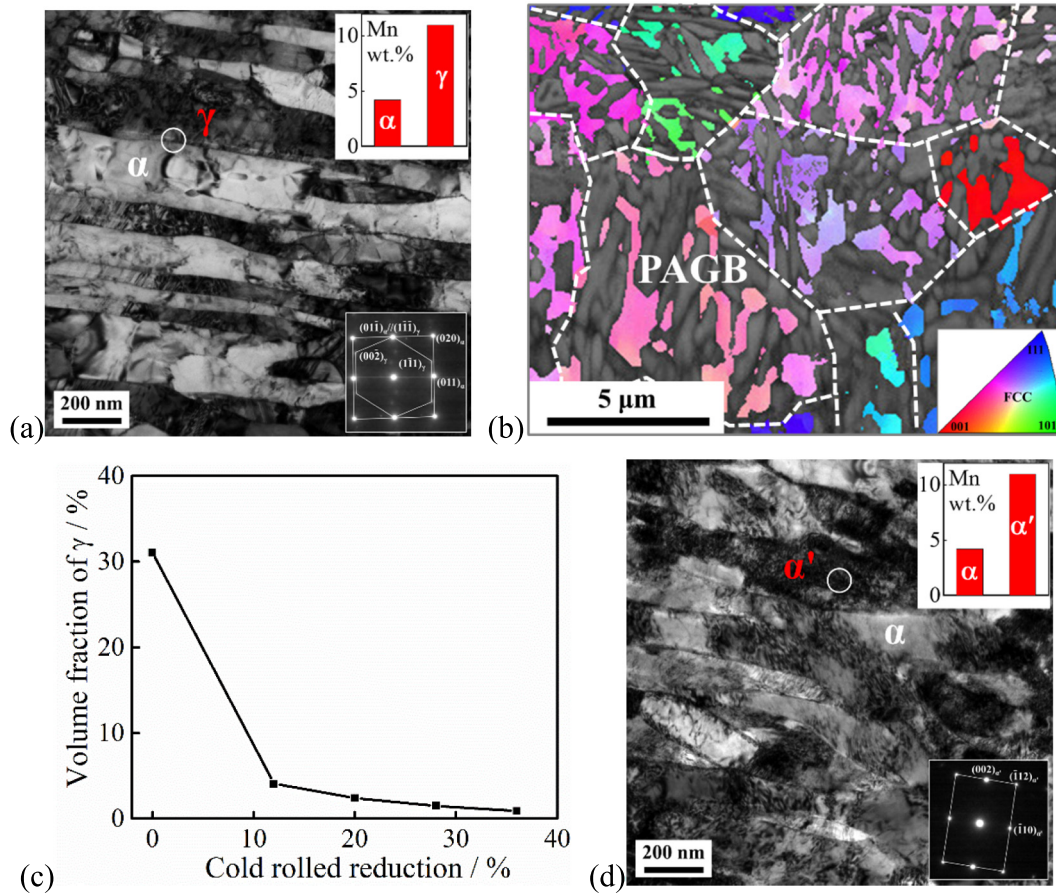 10
Mn
wt.%
5
0
α
γ
γ
α
(011̄)α//(11̄1̄)γ
(020)α
(002̄)γ
(11̄1)γ
(011)α
200 nm
(a)
PAGB
5 μm
111
FCC
001
101
(b)
40
30
20
10
0
Volume fraction of γ / %
0
10
20
30
40
Cold rolled reduction / %
(c)
10
Mn
wt.%
5
0
α
α′
α'
α
(002)α'
(1̄12)α'
(1̄10)α'
200 nm
(d)